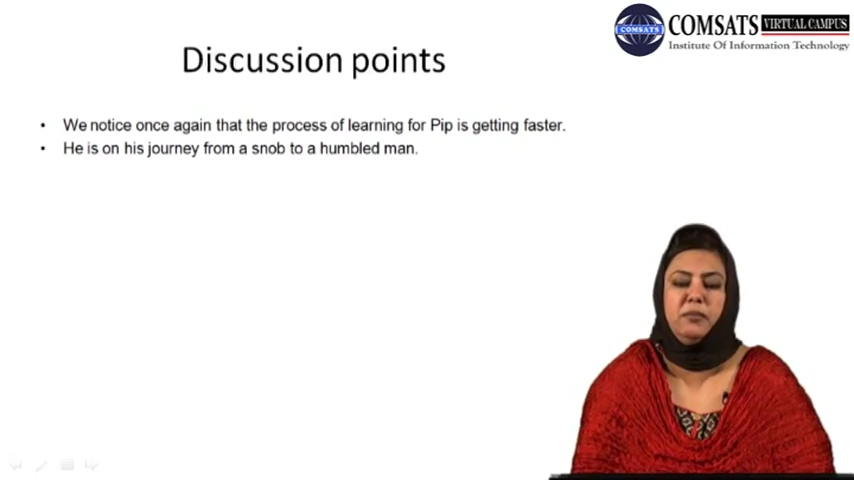 COMSATS VIRTUAL CAMPUS
COMSATS
Institute Of Information Technology
Discussion points
• We notice once again that the process of learning for Pip is getting faster.
• He is on his journey from a snob to a humbled man.